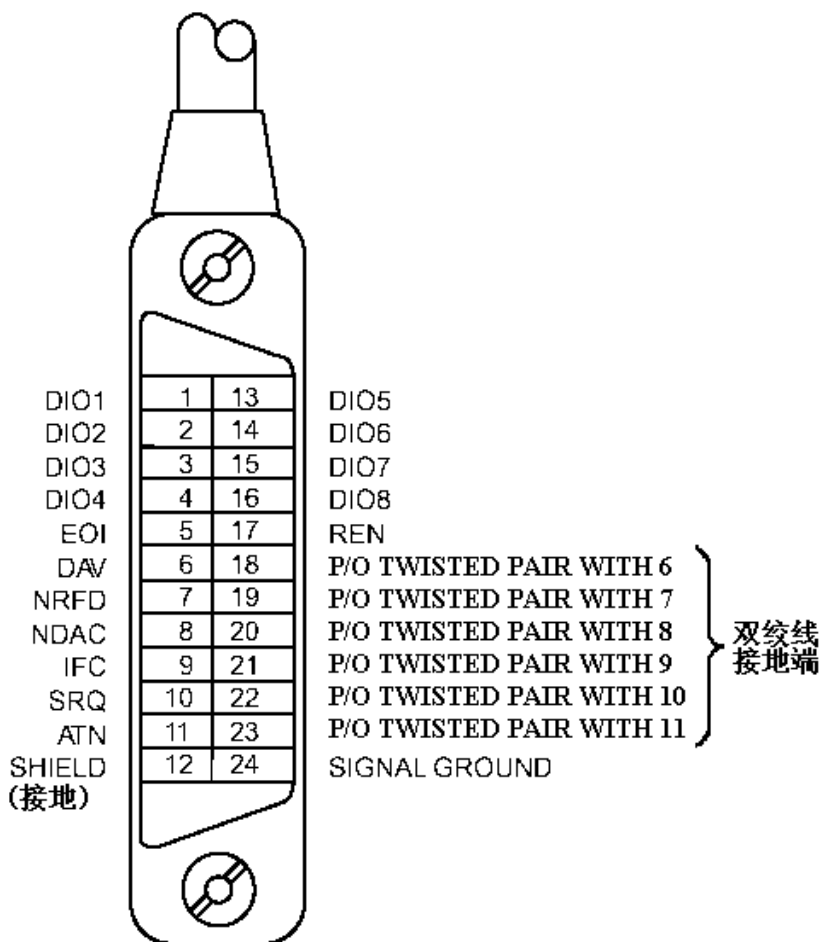 DIO1 1 13 DIO5
DIO2 2 14 DIO6
DIO3 3 15 DIO7
DIO4 4 16 DIO8
EOI 5 17 REN
DAV 6 18 P/O TWISTED PAIR WITH 6
NRFD 7 19 P/O TWISTED PAIR WITH 7
NDAC 8 20 P/O TWISTED PAIR WITH 8
IFC 9 21 P/O TWISTED PAIR WITH 9
SRQ 10 22 P/O TWISTED PAIR WITH 10
ATN 11 23 P/O TWISTED PAIR WITH 11
双绞线
接地端
SHIELD 12 24 SIGNAL GROUND
(接地)